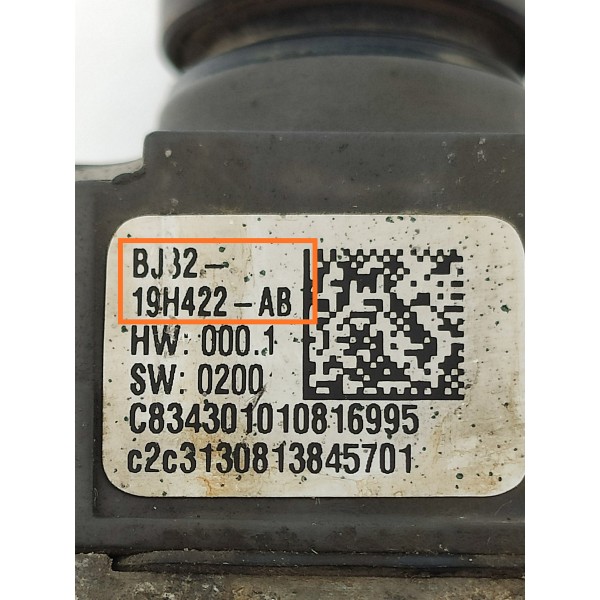 BJ32-
19H422-AB
HW: 000.1
SW: 0200
C834301010816995
c2c3130813845701